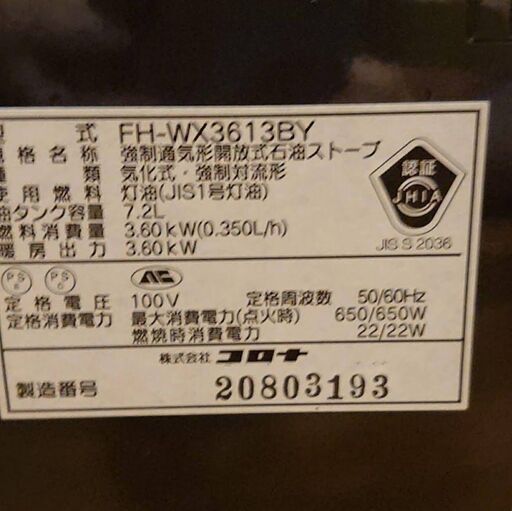 式 FH-WX3613BY
格名称 強制通気形開放式石油ストーブ
種類 気化式・強制対流形
使用燃料 灯油(JIS1号灯油)
油タンク容量 7.2L
燃料消費量 3.60kW(0.350L/h)
暖房出力 3.60kW
認証
JHIA
JIS S 2036
PS
PS
定格電圧 100V 定格周波数 50/60Hz
定格消費電力 最大消費電力(点火時) 650/650W
燃焼時消費電力 22/22W
株式会社 コロナ
製造番号 20803193